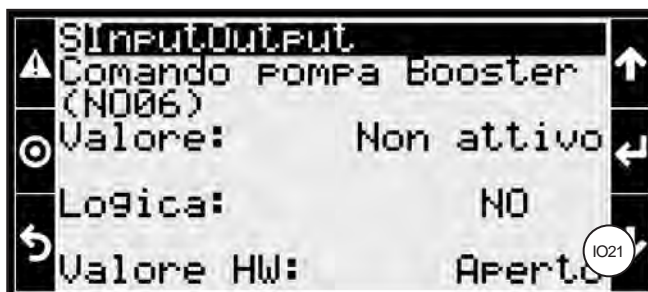 SInputOutput
Comando pompa Booster
(NO06)
Valore: Non attivo
Logica: NO
Valore HW: Aperto
IO21